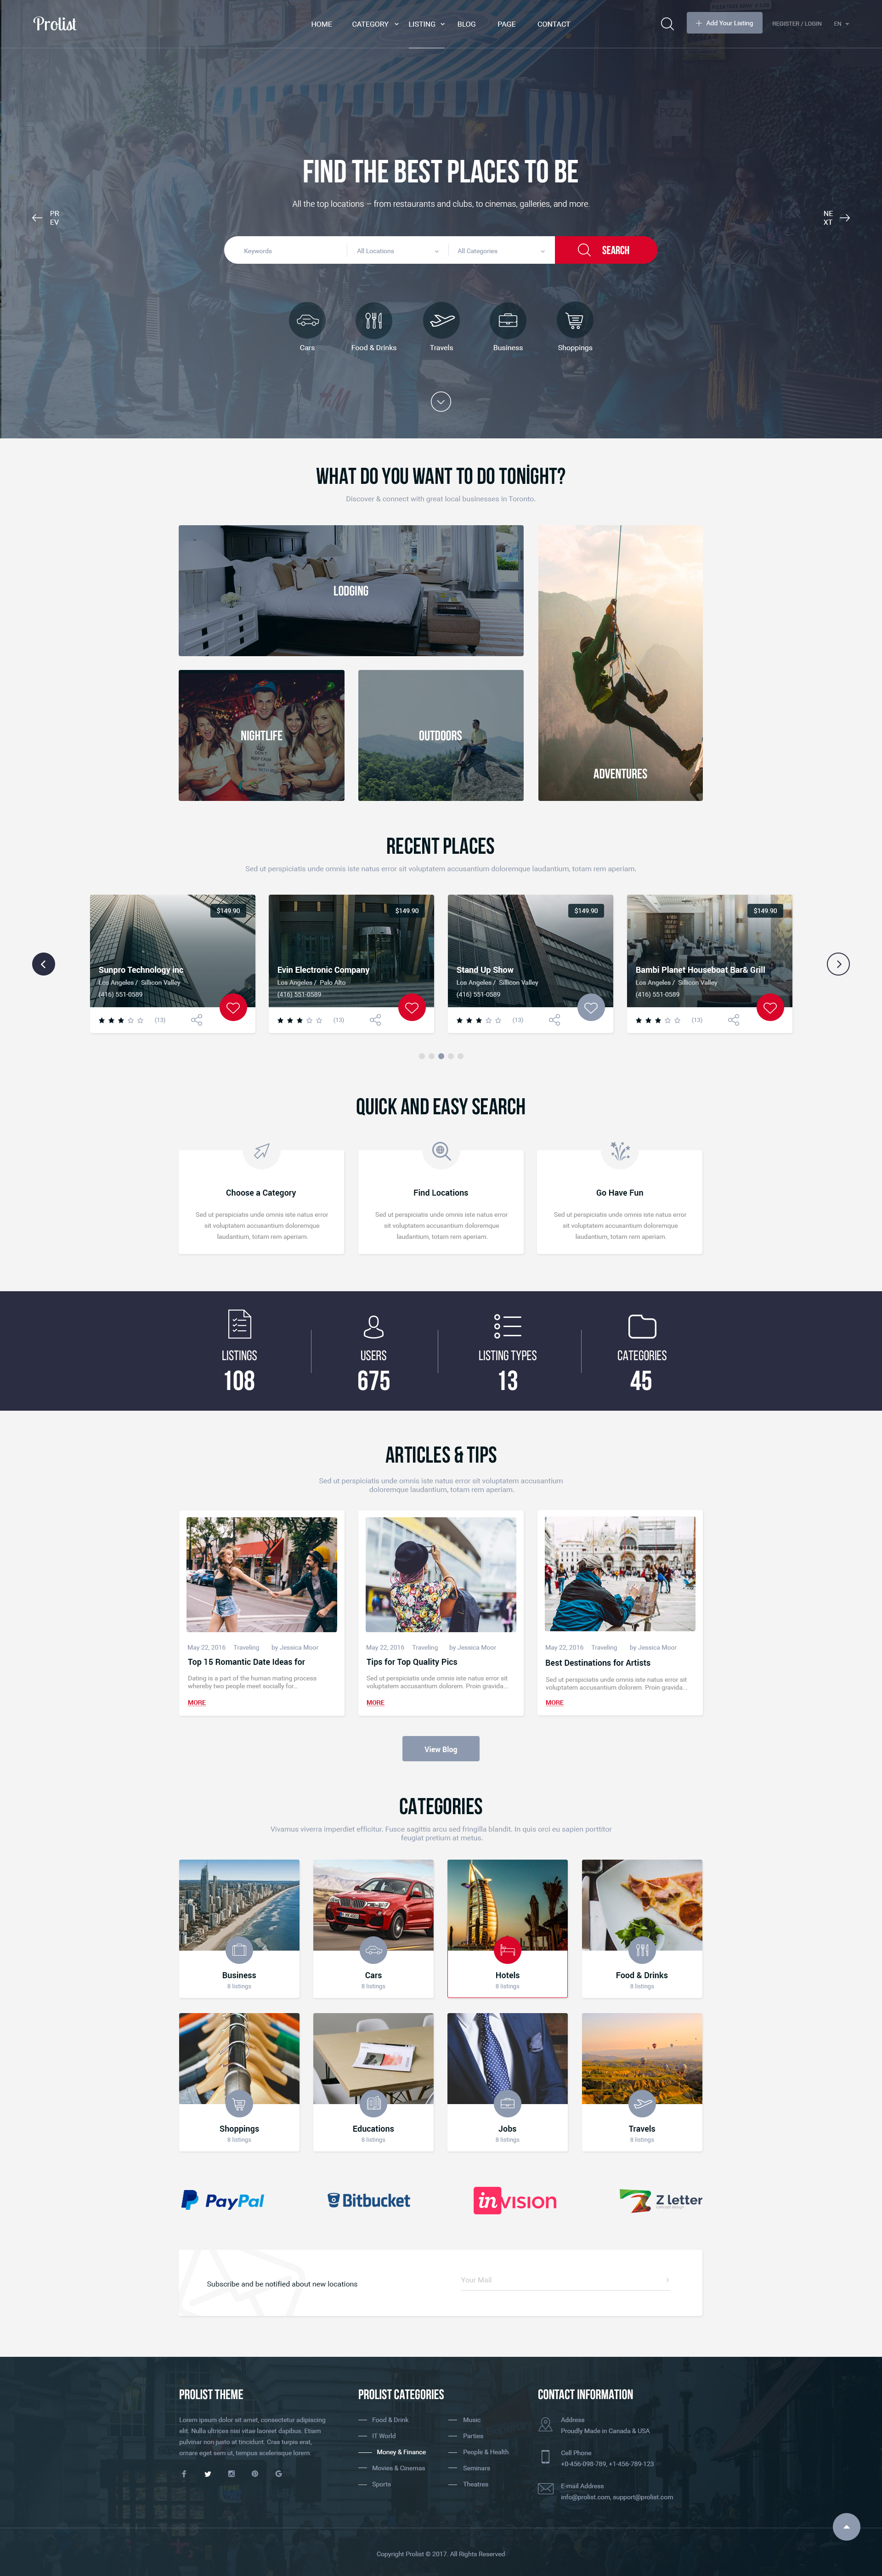 Prolist
HOME CATEGORY LISTING BLOG PAGE CONTACT
Add Your Listing
REGISTER / LOGIN
EN
FIND THE BEST PLACES TO BE
All the top locations – from restaurants and clubs, to cinemas, galleries, and more
PR
EV
NE
XT
Keywords All Locations All Categories SEARCH
Cars Food & Drinks Travels Business Shoppings
WHAT DO YOU WANT TO DO TONİGHT?
Discover & connect with great local businesses in Toronto.
LODGING
NIGHTLIFE
OUTDOORS
ADVENTURES
RECENT PLACES
Sed ut perspiciatis unde omnis iste natus error sit voluptatem accusantium doloremque laudantium, totam rem aperiam.
$149.90
Sunpro Technology inc
Los Angeles / Sillicon Valley
(416) 551-0589
(13)
$149.90
Evin Electronic Company
Los Angeles / Palo Alto
(416) 551-0589
(13)
$149.90
Stand Up Show
Los Angeles / Sillicon Valley
(416) 551-0589
(13)
$149.90
Bambi Planet Houseboat Bar& Grill
Los Angeles / Sillicon Valley
(416) 551-0589
(13)
QUICK AND EASY SEARCH
Choose a Category
Sed ut perspiciatis unde omnis iste natus error
sit voluptatem accusantium doloremque
laudantium, totam rem aperiam.
Find Locations
Sed ut perspiciatis unde omnis iste natus error
sit voluptatem accusantium doloremque
laudantium, totam rem aperiam.
Go Have Fun
Sed ut perspiciatis unde omnis iste natus error
sit voluptatem accusantium doloremque
laudantium, totam rem aperiam.
LISTINGS
108
USERS
675
LISTING TYPES
13
CATEGORIES
45
ARTICLES & TIPS
Sed ut perspiciatis unde omnis iste natus error sit voluptatem accusantium
doloremque laudantium, totam rem aperiam.
May 22, 2016 Traveling by Jessica Moor
Top 15 Romantic Date Ideas for
Dating is a part of the human mating process
whereby two people meet socially for...
MORE
May 22, 2016 Traveling by Jessica Moor
Tips for Top Quality Pics
Sed ut perspiciatis unde omnis iste natus error sit
voluptatem accusantium dolorem. Proin gravida...
MORE
May 22, 2016 Traveling by Jessica Moor
Best Destinations for Artists
Sed ut perspiciatis unde omnis iste natus error sit
voluptatem accusantium dolorem. Proin gravida...
MORE
View Blog
CATEGORIES
Vivamus viverra imperdiet efficitur. Fusce sagittis arcu sed fringilla blandit. In quis orci eu sapien porttitor
feugiat pretium at metus.
Business
8 listings
Cars
8 listings
Hotels
8 listings
Food & Drinks
8 listings
Shoppings
8 listings
Educations
8 listings
Jobs
8 listings
Travels
8 listings
PayPal
Bitbucket
inVISION
Z letter
Subscribe and be notified about new locations
Your Mail
PROLIST THEME
Lorem ipsum dolor sit amet, consectetur adipiscing
elit. Nulla ultrices nisi vitae laoreet dapibus. Etiam
pulvinar non justo at tincidunt. Cras turpis erat,
ornare eget sem ut, tempus scelerisque lorem
PROLIST CATEGORIES
Food & Drink
IT World
Money & Finance
Movies & Cinemas
Sports
Music
Parties
People & Health
Seminars
Theatres
CONTACT INFORMATION
Address
Proudly Made in Canada & USA
Cell Phone
+0-456-098-789, +1-456-789-123
E-mail Address
info@prolist.com, support@prolist.com
Copyright Prolist © 2017. All Rights Reserved